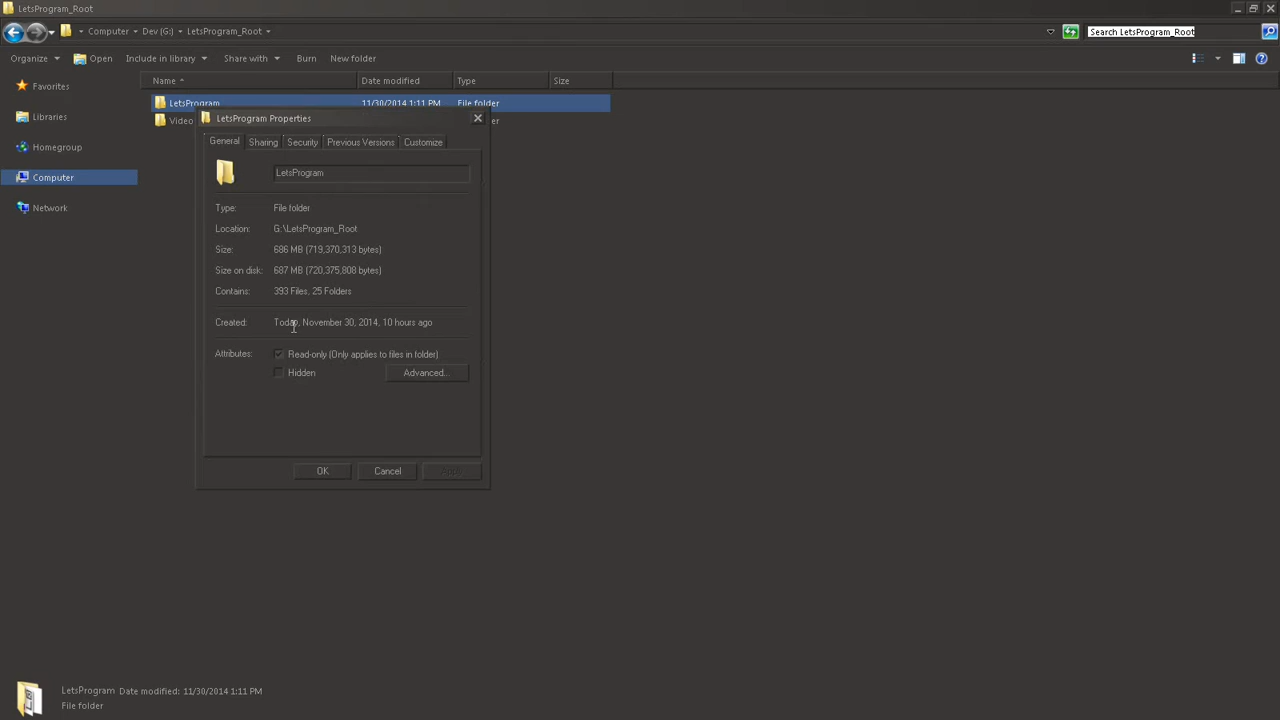 LetsProgram_Root
Computer Dev (G:) LetsProgram_Root
Search LetsProgram_Root
Organize Open Include in library Share with Burn New folder
Name Date modified Type Size
Favorites
Libraries
Homegroup
Computer
Network
LetsProgram 11/30/2014 1:11 PM File folder
Video
LetsProgram Properties
General Sharing Security Previous Versions Customize
LetsProgram
Type: File folder
Location: G:\LetsProgram_Root
Size: 686 MB (719,370,313 bytes)
Size on disk: 687 MB (720,375,808 bytes)
Contains: 393 Files, 25 Folders
Created: Today, November 30, 2014, 10 hours ago
Attributes: Read-only (Only applies to files in folder)
Hidden Advanced...
OK Cancel
LetsProgram Date modified: 11/30/2014 1:11 PM
File folder